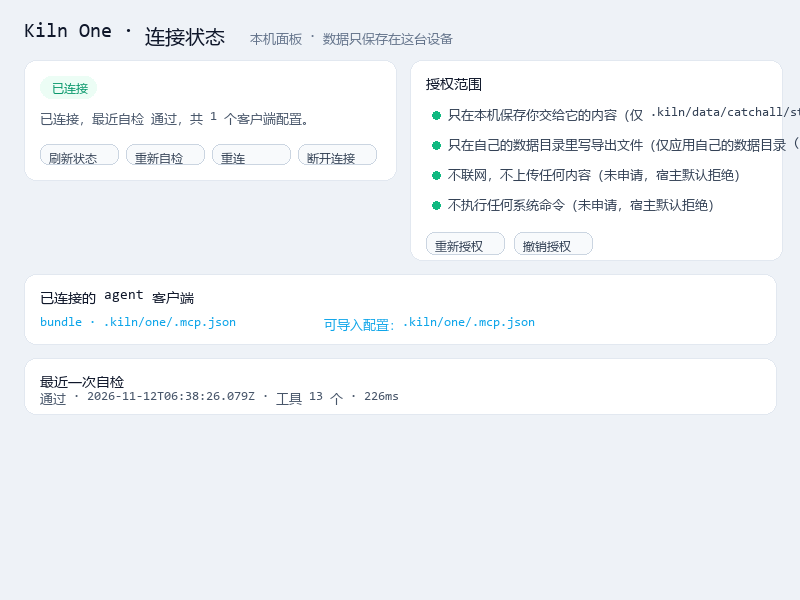 Kiln One · 连接状态 本机面板 · 数据只保存在这台设备
已连接
已连接，最近自检 通过，共 1 个客户端配置。
刷新状态 重新自检 重连 断开连接
授权范围
只在本机保存你交给它的内容（仅 .kiln/data/catchall/st
只在自己的数据目录里写导出文件（仅应用自己的数据目录（
不联网，不上传任何内容（未申请，宿主默认拒绝）
不执行任何系统命令（未申请，宿主默认拒绝）
重新授权 撤销授权
已连接的 agent 客户端
bundle · .kiln/one/.mcp.json 可导入配置：.kiln/one/.mcp.json
最近一次自检
通过 · 2026-11-12T06:38:26.079Z · 工具 13 个 · 226ms